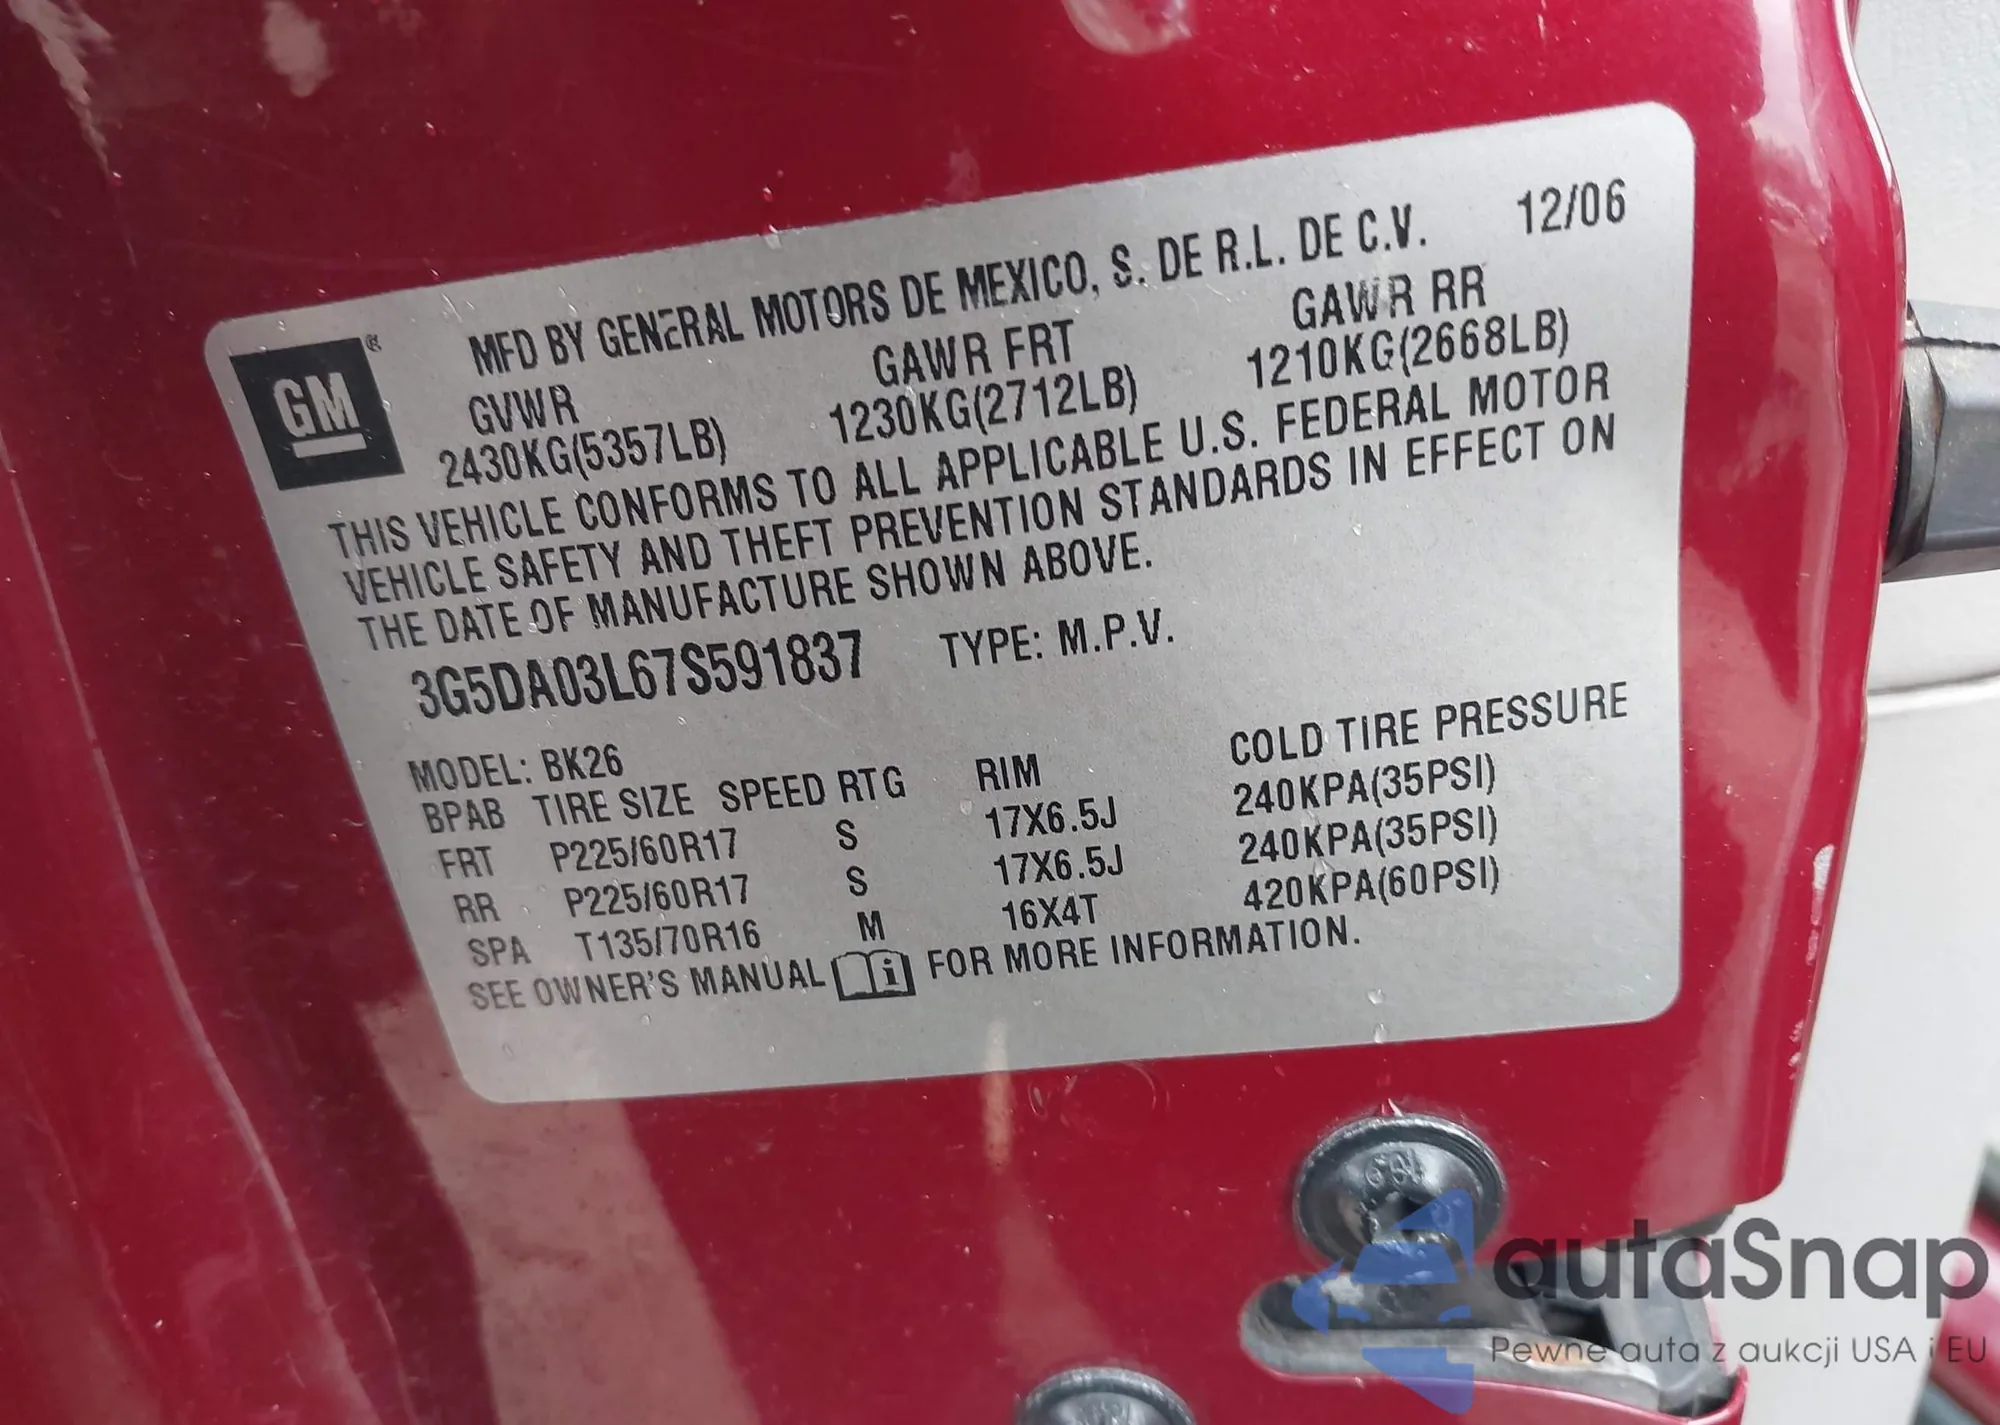 MFD BY GENERAL MOTORS DE MEXICO, S. DE R.L. DE C.V. 12/06
GM ®
GVWR GAWR FRT GAWR RR
2430KG(5357LB) 1230KG(2712LB) 1210KG(2668LB)
THIS VEHICLE CONFORMS TO ALL APPLICABLE U.S. FEDERAL MOTOR
VEHICLE SAFETY AND THEFT PREVENTION STANDARDS IN EFFECT ON
THE DATE OF MANUFACTURE SHOWN ABOVE.
3G5DA03L67S591837 TYPE: M.P.V.
MODEL: BK26
BPAB TIRE SIZE SPEED RTG RIM COLD TIRE PRESSURE
FRT P225/60R17 S 17X6.5J 240KPA(35PSI)
RR P225/60R17 S 17X6.5J 240KPA(35PSI)
SPA T135/70R16 M 16X4T 420KPA(60PSI)
SEE OWNER'S MANUAL i FOR MORE INFORMATION.
autaSnap
Pewne auta z aukcji USA i EU